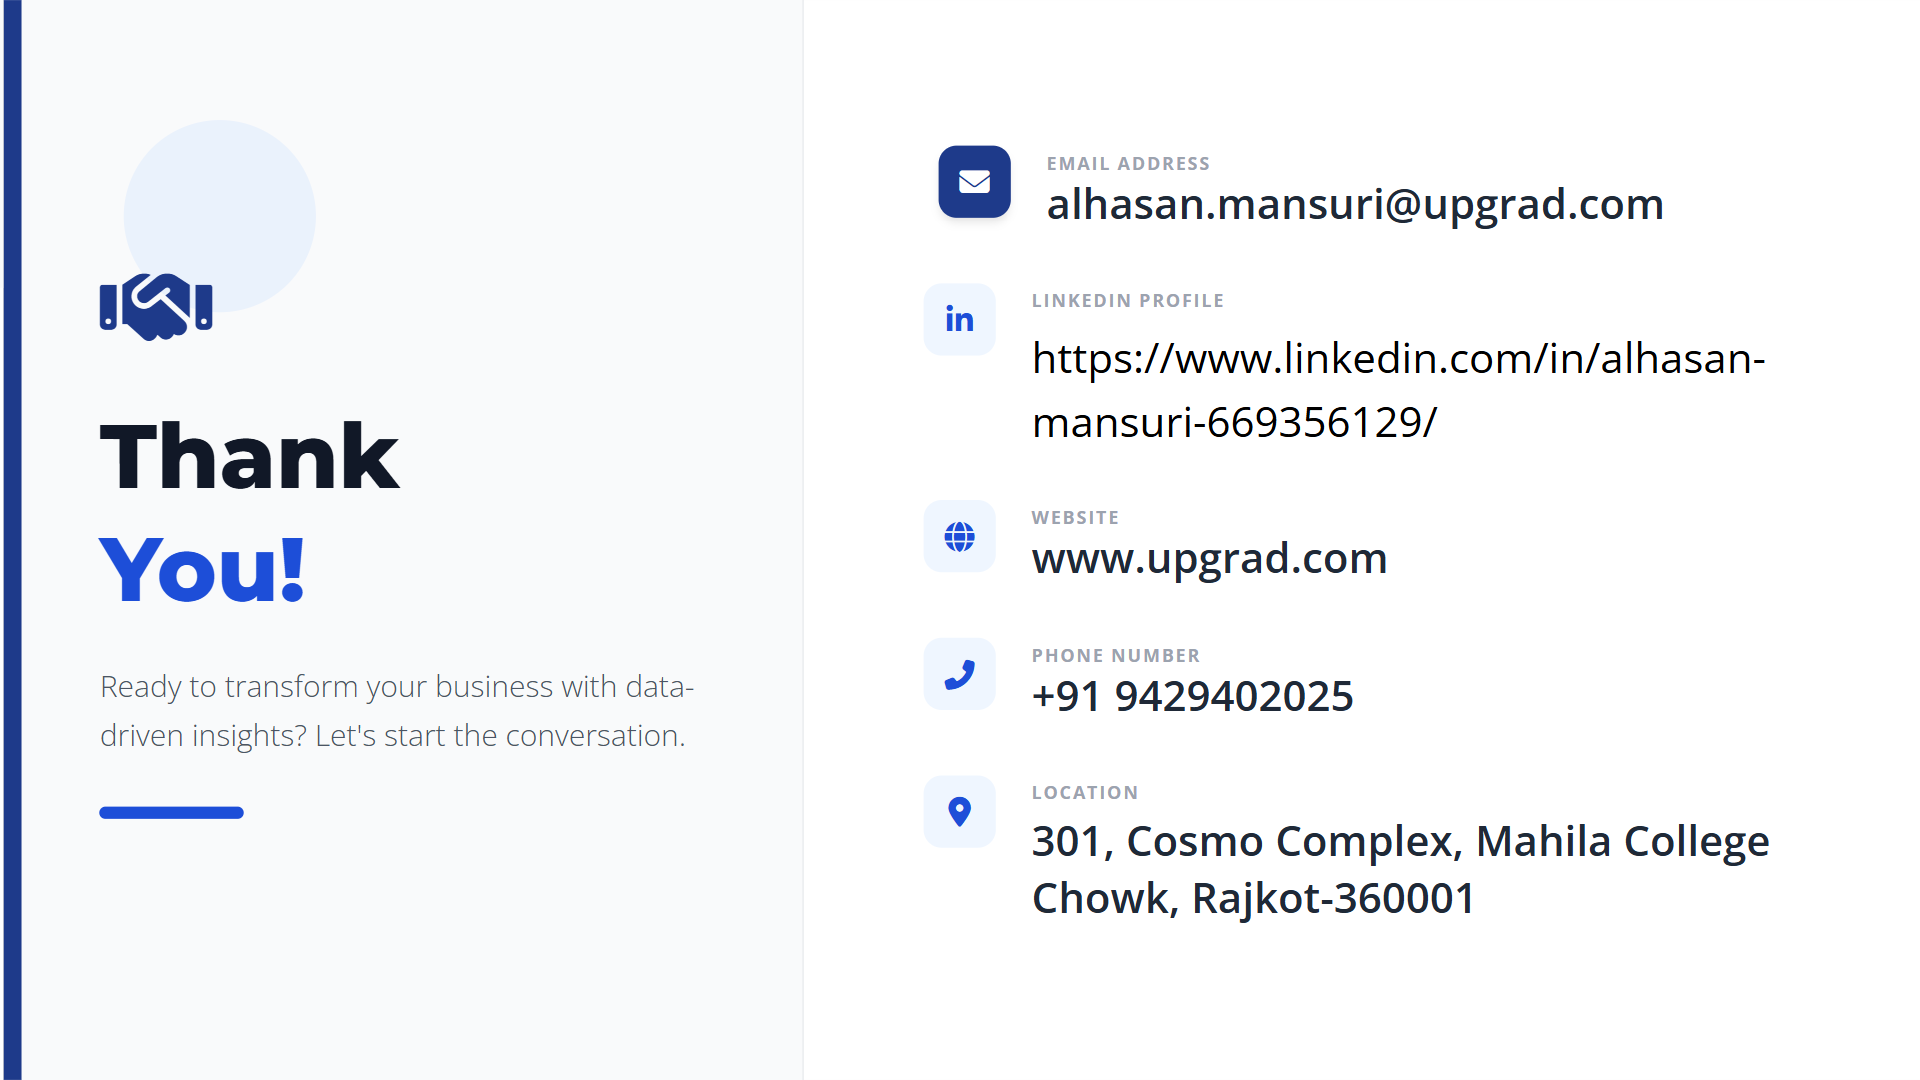 Thank
You!
Ready to transform your business with data-
driven insights? Let's start the conversation.
EMAIL ADDRESS
alhasan.mansuri@upgrad.com
in
LINKEDIN PROFILE
https://www.linkedin.com/in/alhasan-
mansuri-669356129/
WEBSITE
www.upgrad.com
PHONE NUMBER
+91 9429402025
LOCATION
301, Cosmo Complex, Mahila College
Chowk, Rajkot-360001